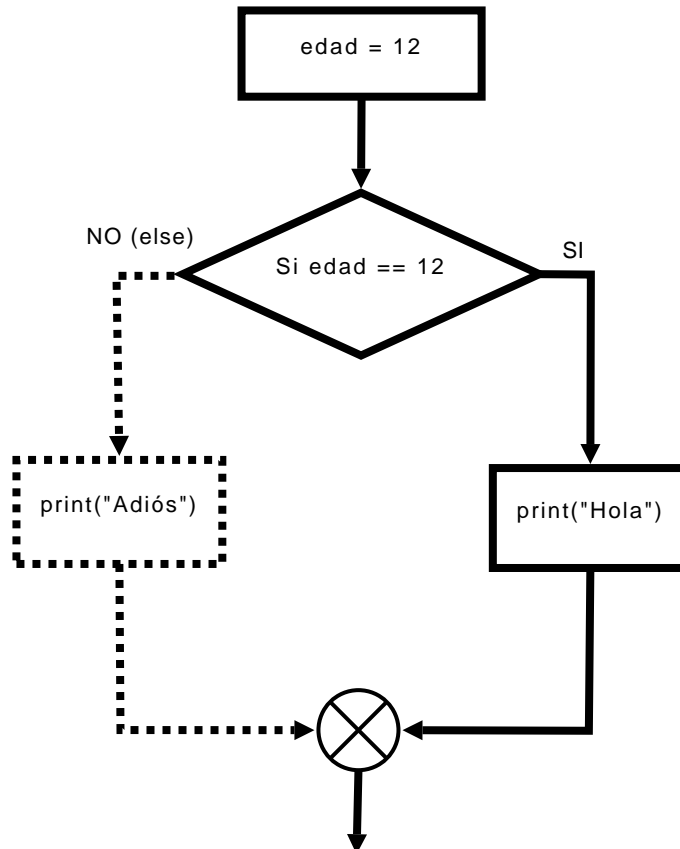 edad = 12
NO (else)
Si edad == 12
SI
print("Adiós")
print("Hola")